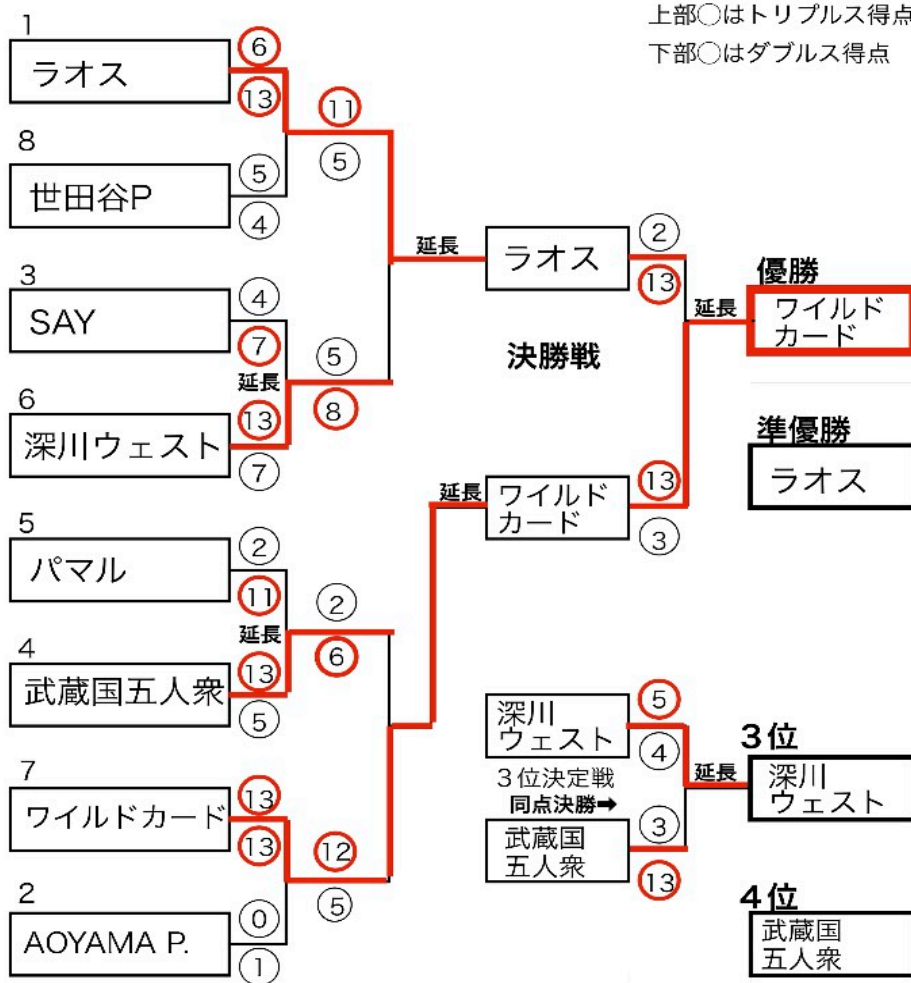 上部○はトリプルス得点
下部○はダブルス得点
1
ラオス
⑥
⑬
8
世田谷P
⑤
④
⑪
⑤
3
SAY
④
⑦
延長
6
深川ウェスト
⑬
⑦
⑤
⑧
延長
5
パマル
②
⑪
延長
4
武蔵国五人衆
⑬
⑤
②
⑥
7
ワイルドカード
⑬
⑬
2
AOYAMA P.
⓪
①
⑫
⑤
延長
ラオス
②
⑬
決勝戦
ワイルド
カード
⑬
③
延長
優勝
ワイルド
カード
準優勝
ラオス
深川
ウェスト
⑤
④
3位決定戦
同点決勝➡
武蔵国
五人衆
③
⑬
延長
3位
深川
ウェスト
4位
武蔵国
五人衆